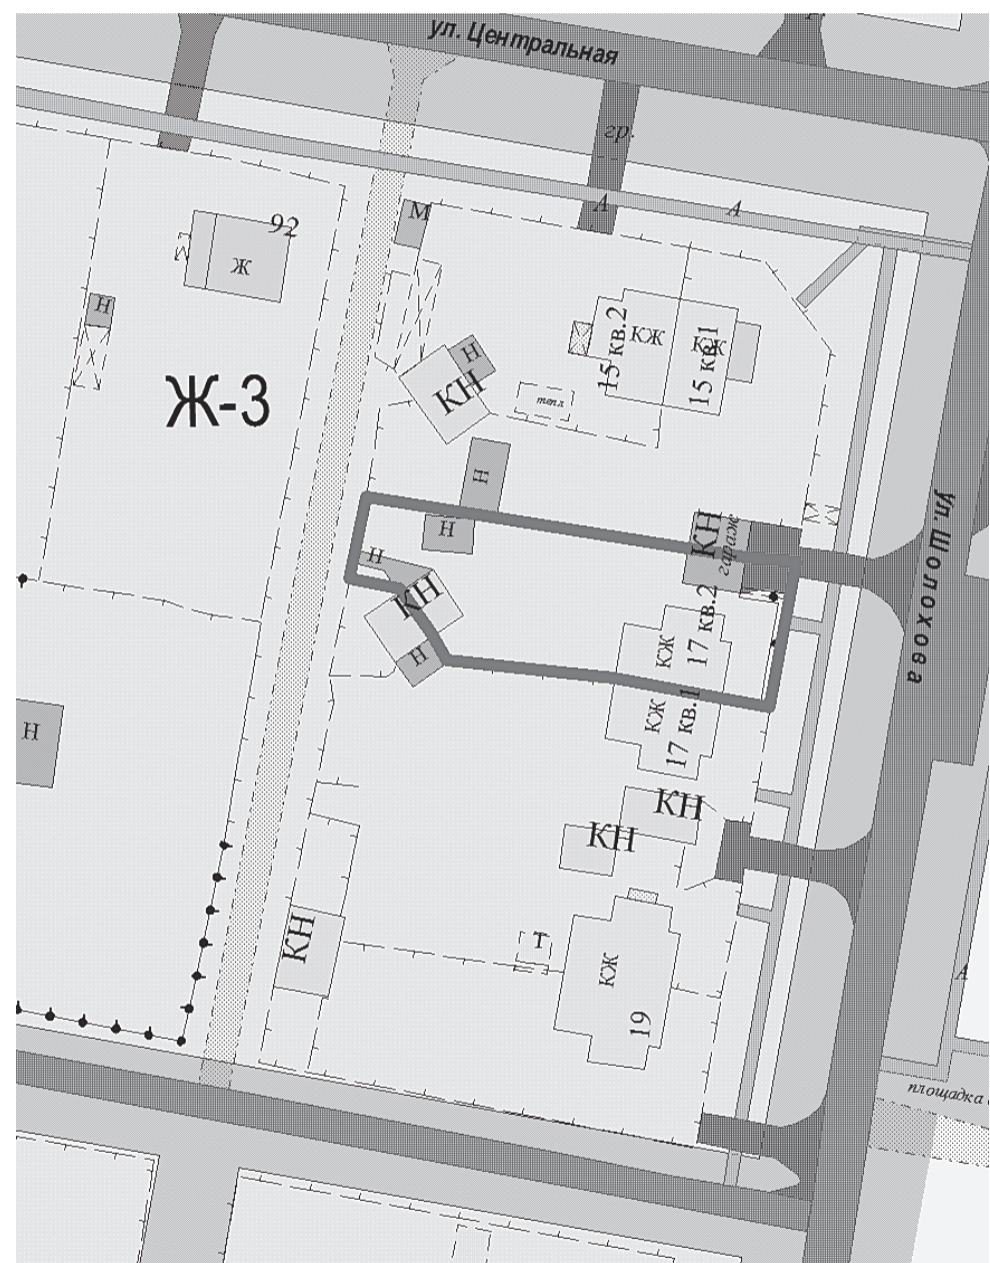 ул. Центральная
гр.
А
А
М
92
Ж
Н
15 кв.2
КЖ
КЖ
15 кв.1
Н
КН
тепл
Ж-3
Н
КН
гараж
Н
Н
КН
17 кв.2
КЖ
Н
ул. Шолохова
КЖ
17 кв.1
Н
КН
КН
КН
Т
КЖ
19
А
площадка